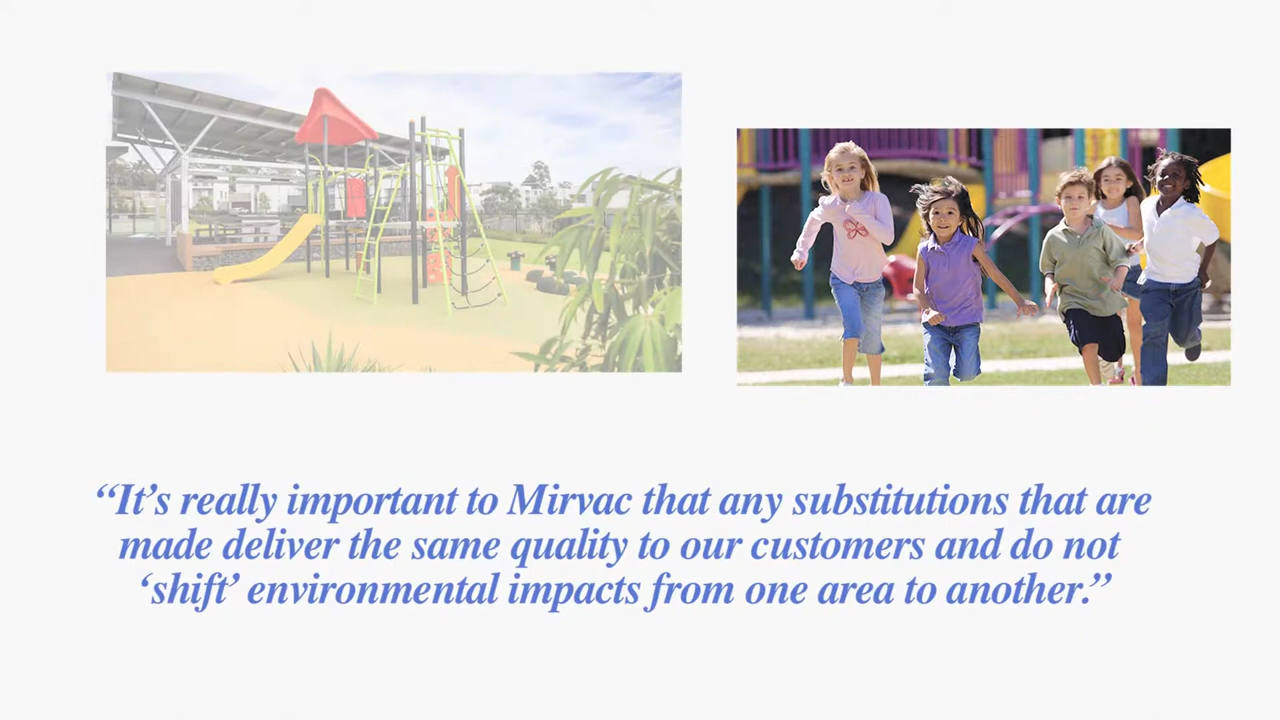 “It’s really important to Mirvac that any substitutions that are
made deliver the same quality to our customers and do not
‘shift’ environmental impacts from one area to another.”